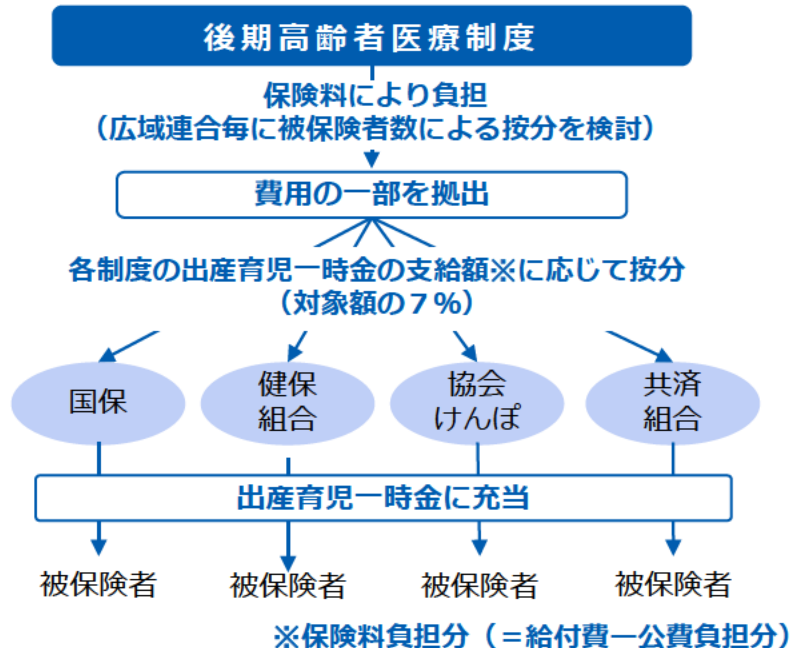 後期高齢者医療制度
保険料により負担
（広域連合毎に被保険者数による按分を検討）
費用の一部を拠出
各制度の出産育児一時金の支給額※に応じて按分
（対象額の７％）
国保
健保
組合
協会
けんぽ
共済
組合
出産育児一時金に充当
被保険者
被保険者
被保険者
被保険者
※保険料負担分（＝給付費ー公費負担分）